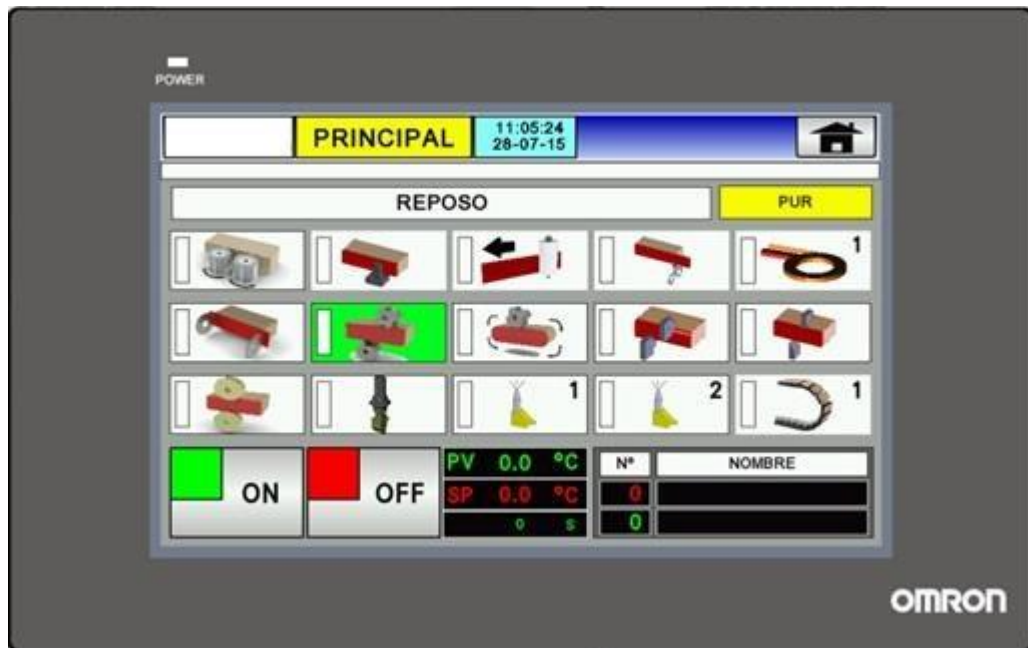 POWER
PRINCIPAL
11:05:24
28-07-15
REPOSO
PUR
1
1
2
1
ON
OFF
PV 0.0 °C
SP 0.0 °C
0 s
Nº
NOMBRE
0
0
OMRON